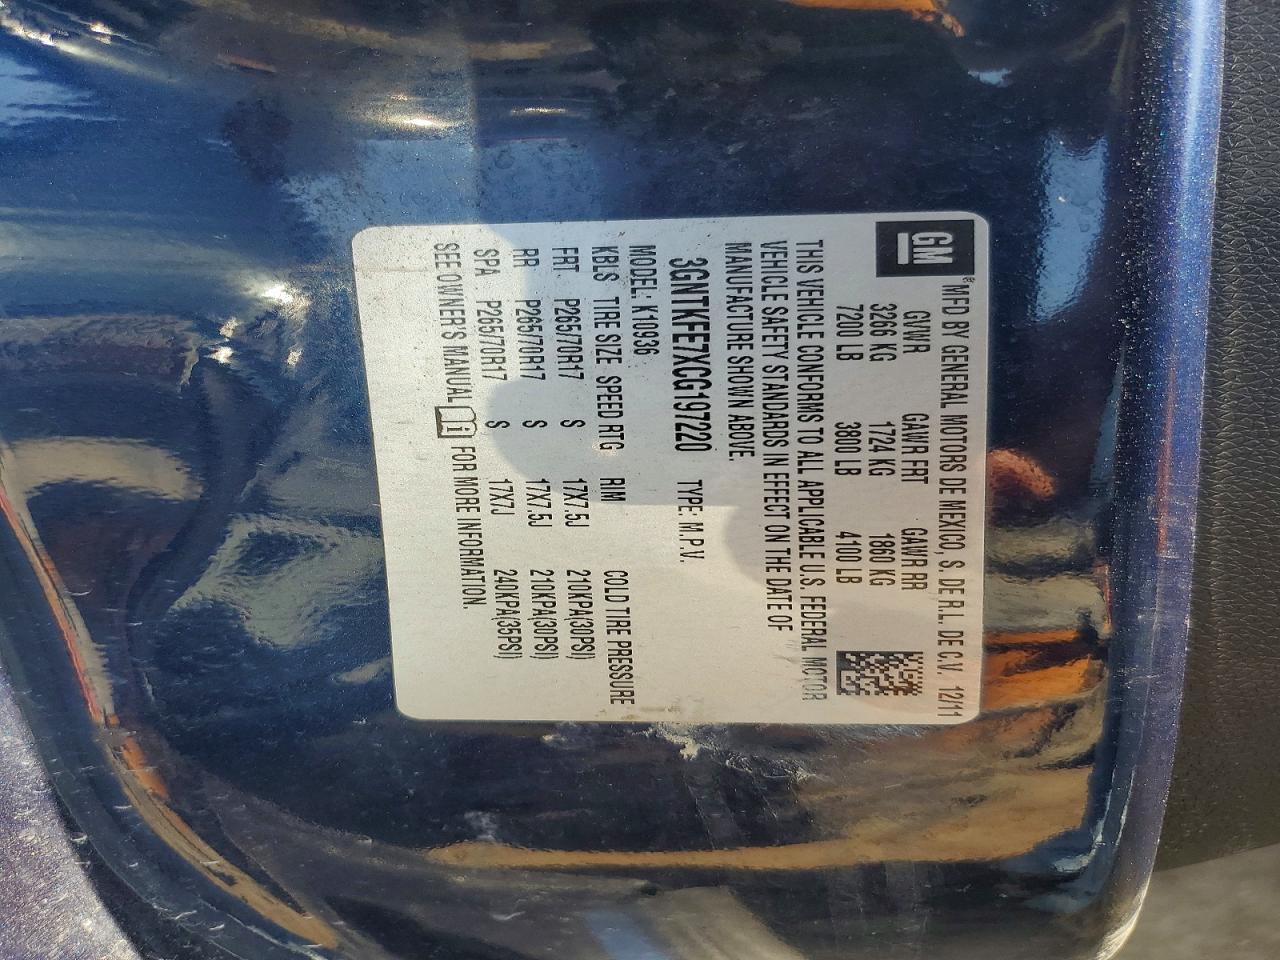 GM
® MFD BY GENERAL MOTORS DE MEXICO, S. DE R.L. DE C.V. 12/11
GVWR GAWR FRT GAWR RR
3266 KG 1724 KG 1860 KG
7200 LB 3800 LB 4100 LB
THIS VEHICLE CONFORMS TO ALL APPLICABLE U.S. FEDERAL MOTOR
VEHICLE SAFETY STANDARDS IN EFFECT ON THE DATE OF
MANUFACTURE SHOWN ABOVE.
3GNTKFE7XCG197220 TYPE: M.P.V.
MODEL: K10936
KBLS TIRE SIZE SPEED RTG RIM COLD TIRE PRESSURE
FRT P265/70R17 S 17X7.5J 210KPA(30PSI)
RR P265/70R17 S 17X7.5J 210KPA(30PSI)
SPA P265/70R17 S 17X7J 240KPA(35PSI)
SEE OWNER'S MANUAL FOR MORE INFORMATION.